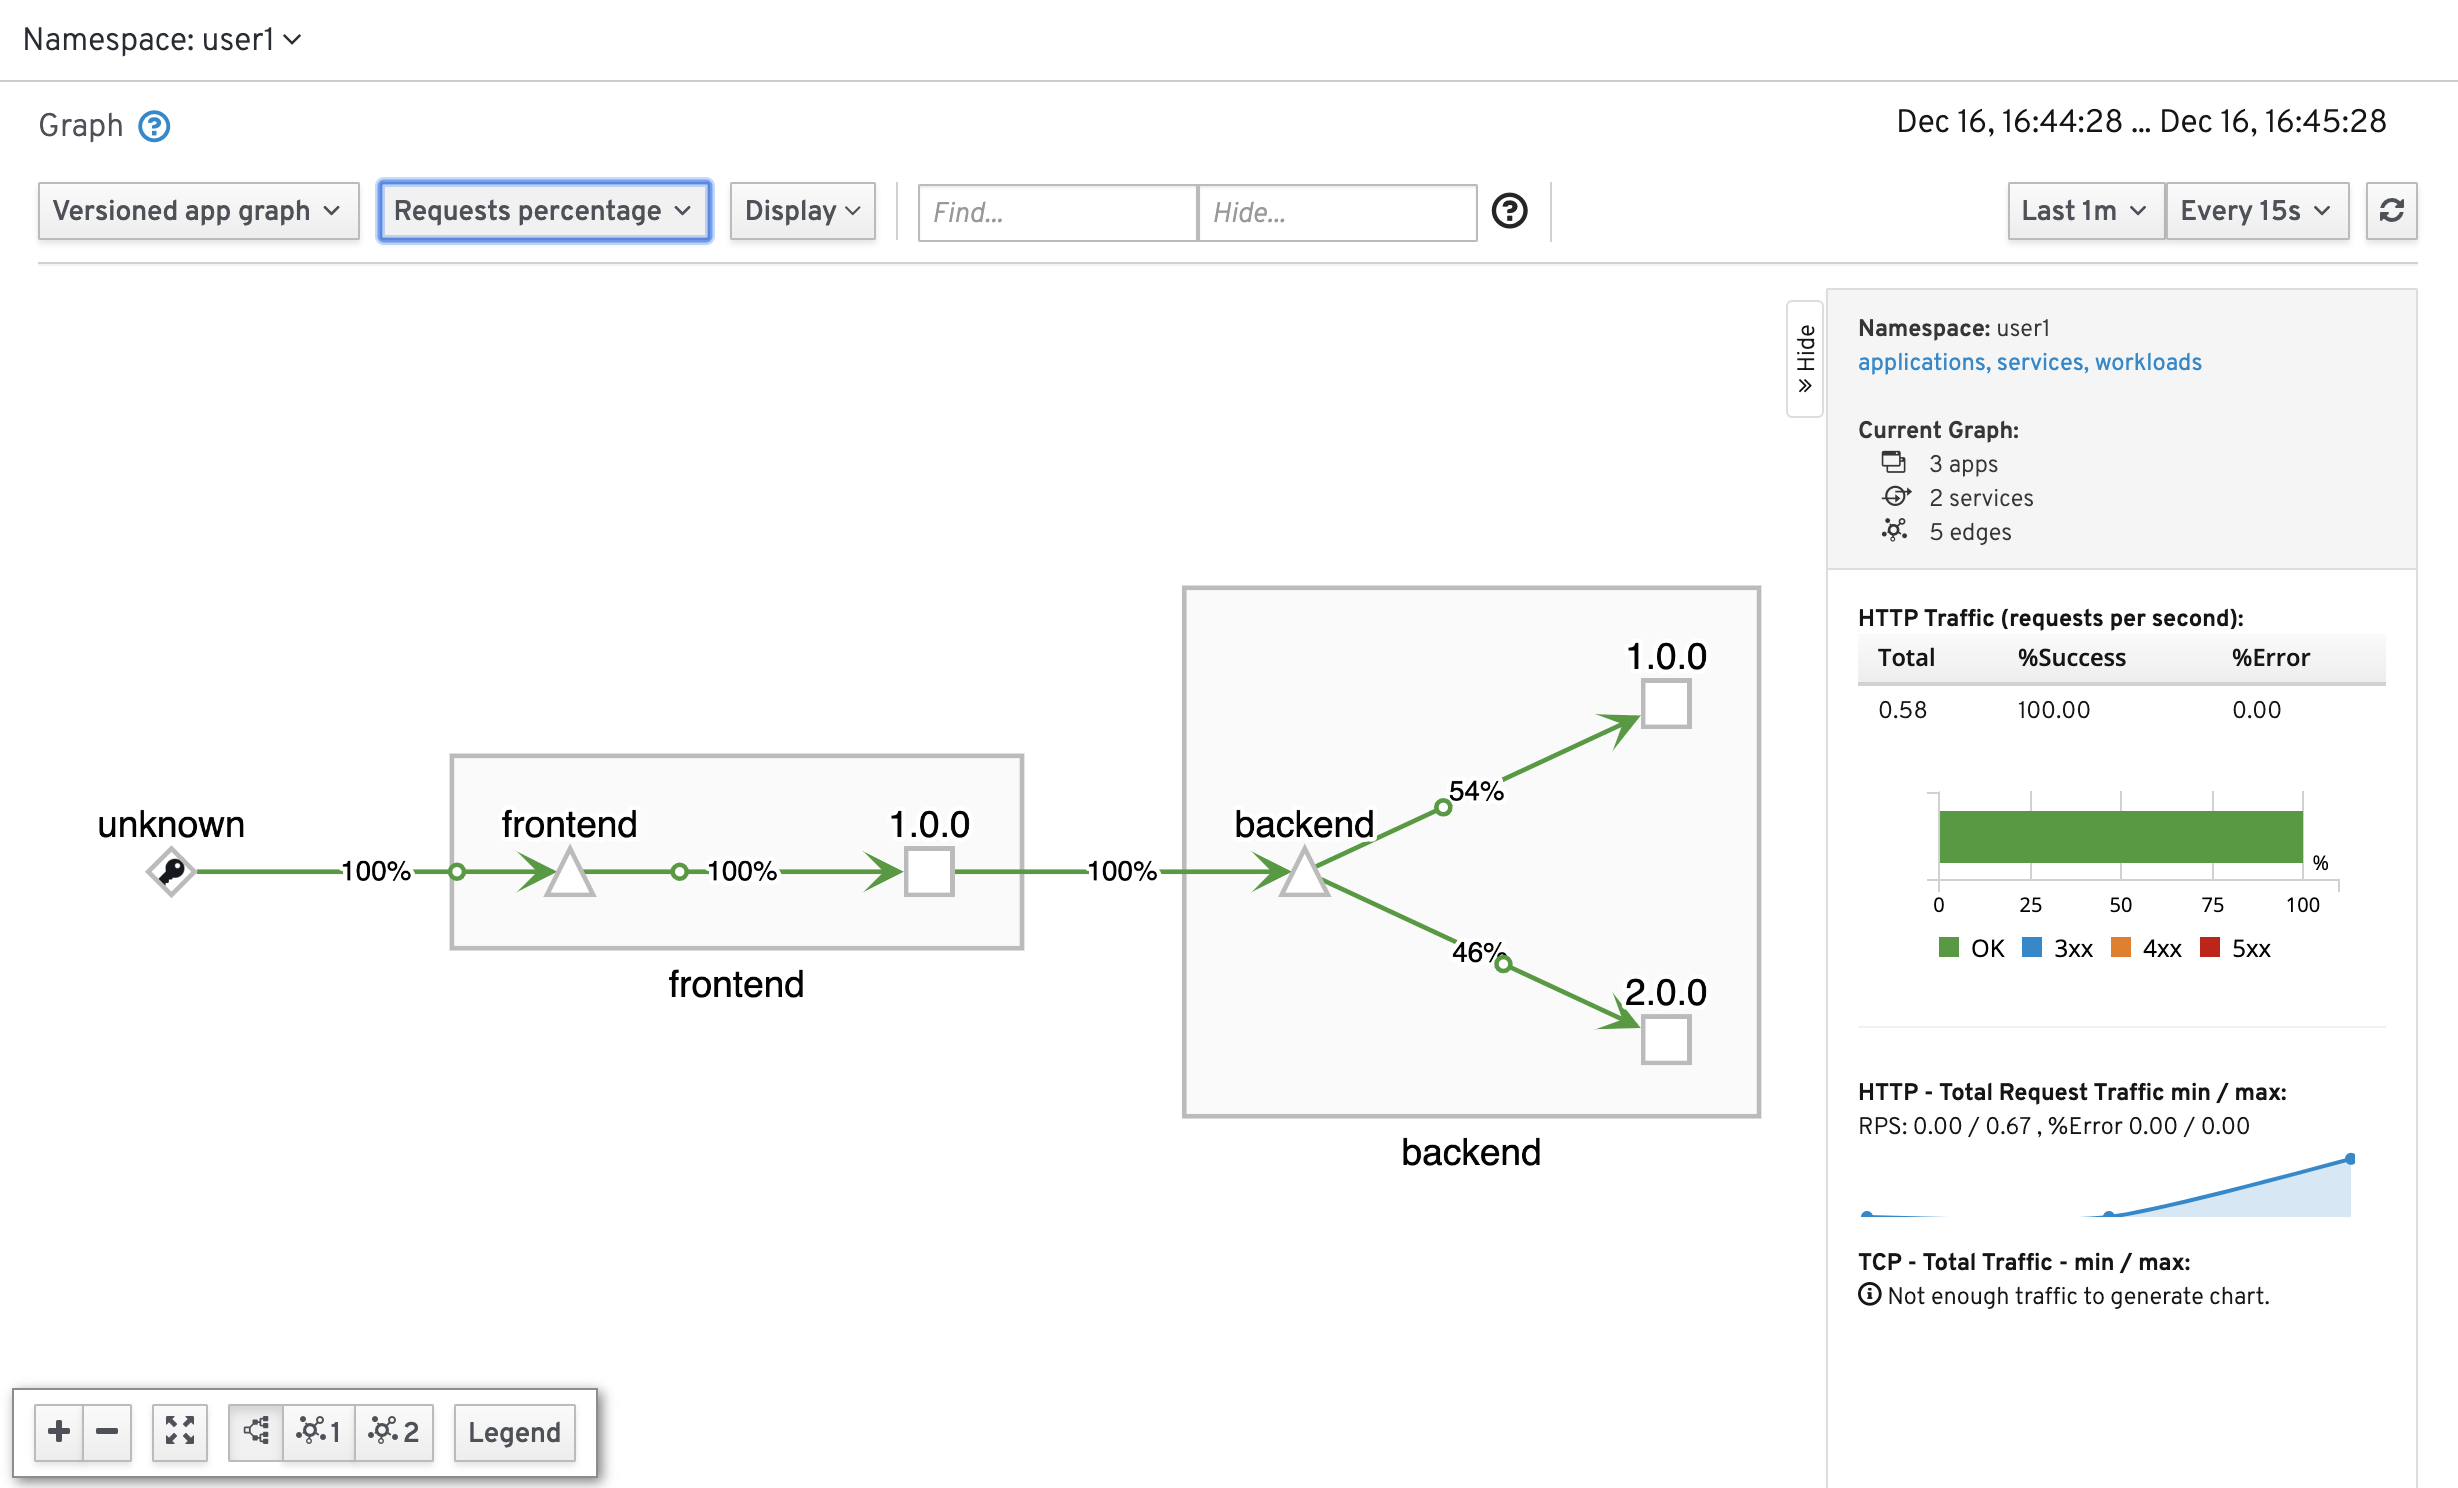 Namespace: user1
Graph
Dec 16, 16:44:28 ... Dec 16, 16:45:28
Versioned app graph
Requests percentage
Display
Find...
Hide...
Last 1m
Every 15s
Hide
Namespace: user1
applications, services, workloads
Current Graph:
3 apps
2 services
5 edges
HTTP Traffic (requests per second):
Total %Success %Error
0.58 100.00 0.00
%
0 25 50 75 100
OK 3xx 4xx 5xx
HTTP - Total Request Traffic min / max:
RPS: 0.00 / 0.67 , %Error 0.00 / 0.00
TCP - Total Traffic - min / max:
Not enough traffic to generate chart.
unknown
100%
frontend
100%
1.0.0
frontend
100%
backend
54%
1.0.0
46%
2.0.0
backend
1
2
Legend